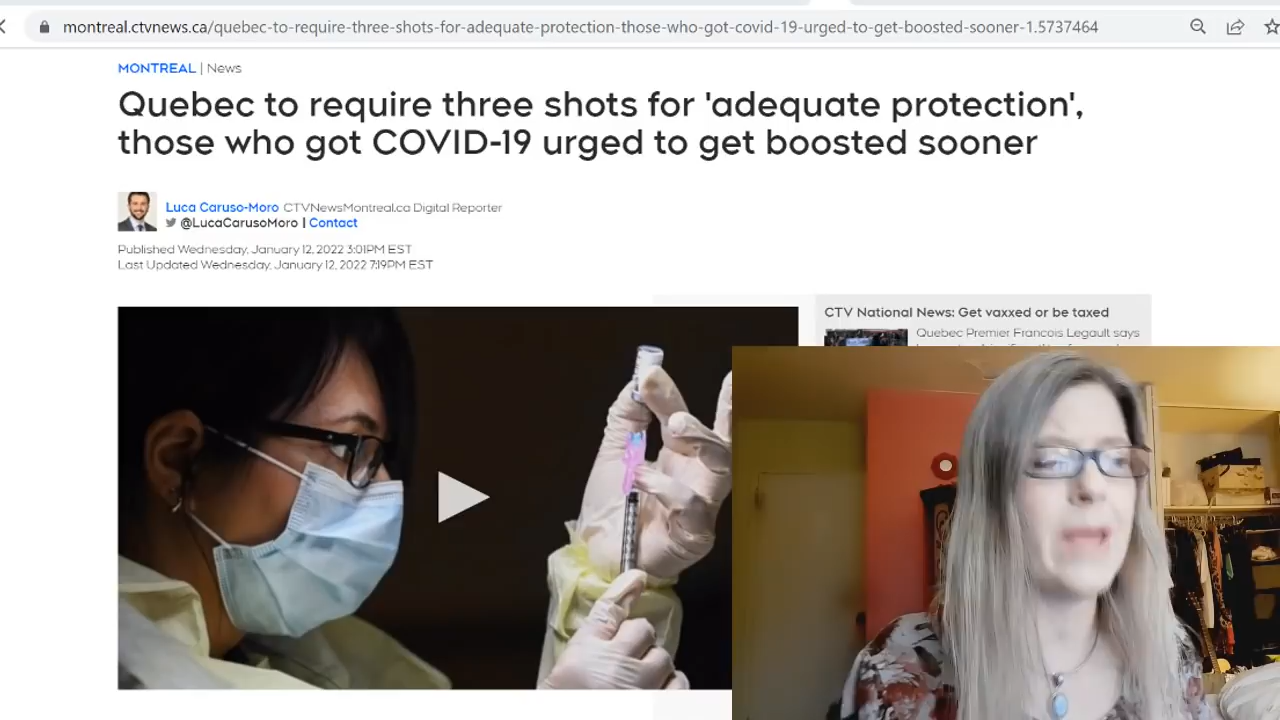 montreal.ctvnews.ca/quebec-to-require-three-shots-for-adequate-protection-those-who-got-covid-19-urged-to-get-boosted-sooner-1.5737464
MONTREAL | News
Quebec to require three shots for 'adequate protection',
those who got COVID-19 urged to get boosted sooner
Luca Caruso-Moro CTVNewsMontreal.ca Digital Reporter
@LucaCarusoMoro | Contact
Published Wednesday, January 12, 2022 3:01PM EST
Last Updated Wednesday, January 12, 2022 7:19PM EST
CTV National News: Get vaxxed or be taxed
Quebec Premier Francois Legault says